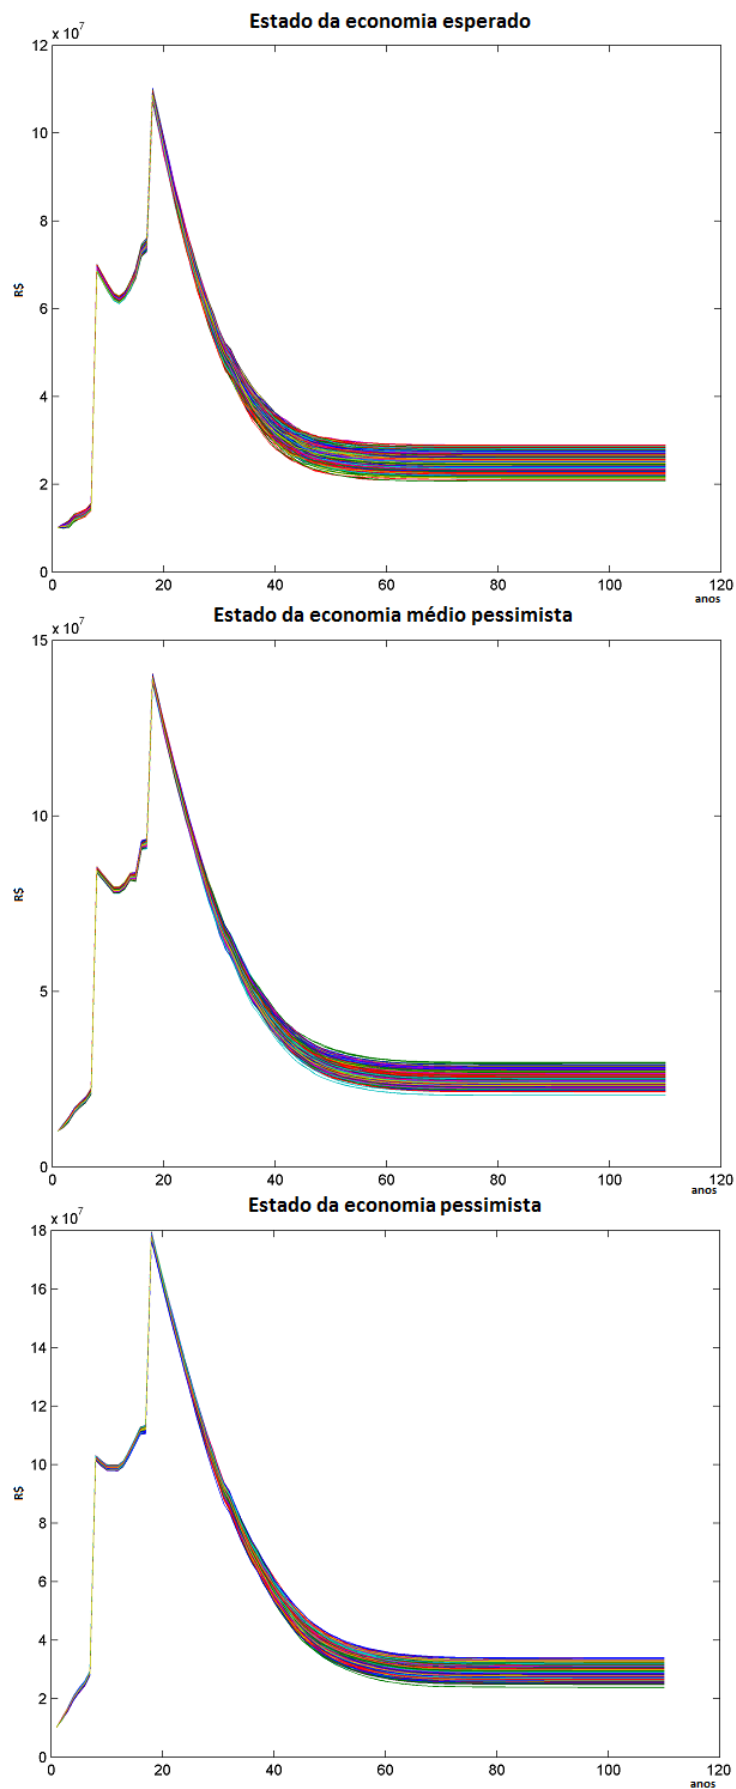 Estado da economia esperado
x 10^7
12
10
8
6
4
2
0
R$
0 20 40 60 80 100 120
anos
Estado da economia médio pessimista
x 10^7
15
10
5
0
R$
0 20 40 60 80 100 120
anos
Estado da economia pessimista
x 10^7
18
16
14
12
10
8
6
4
2
0
R$
0 20 40 60 80 100 120
anos